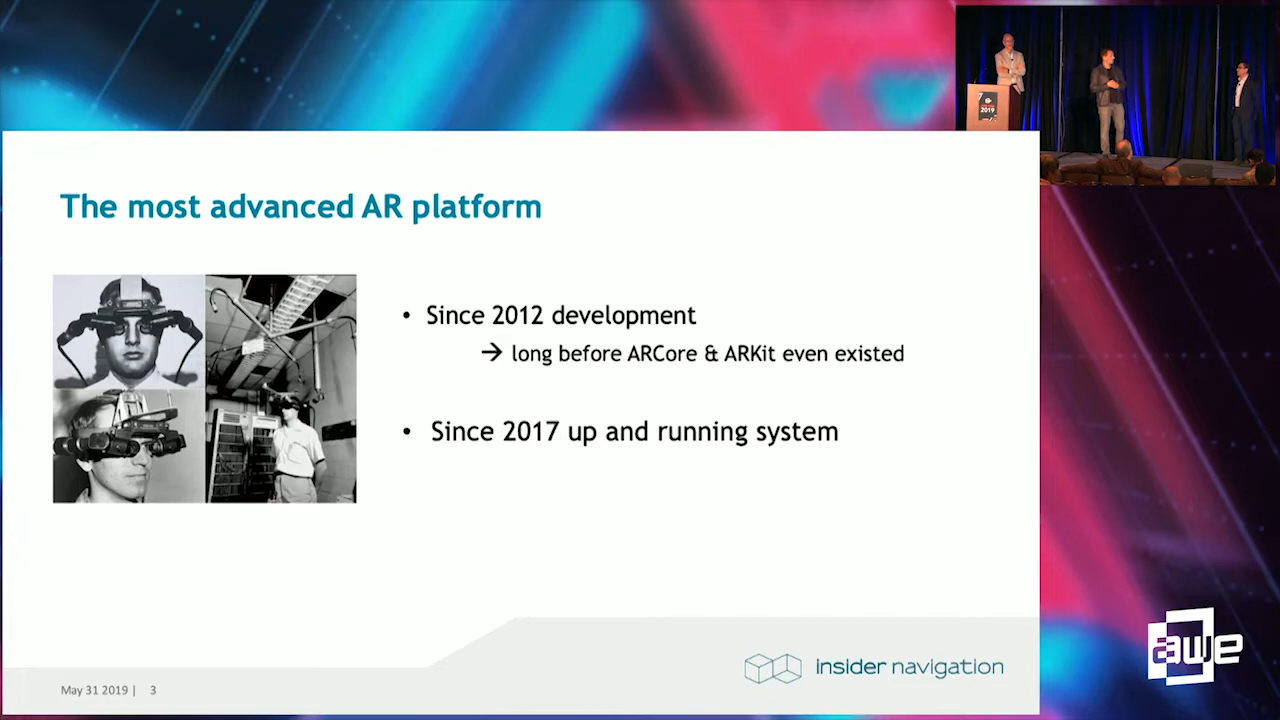 2019
The most advanced AR platform
• Since 2012 development
→ long before ARCore & ARKit even existed
• Since 2017 up and running system
insider navigation
May 31 2019 | 3
awe